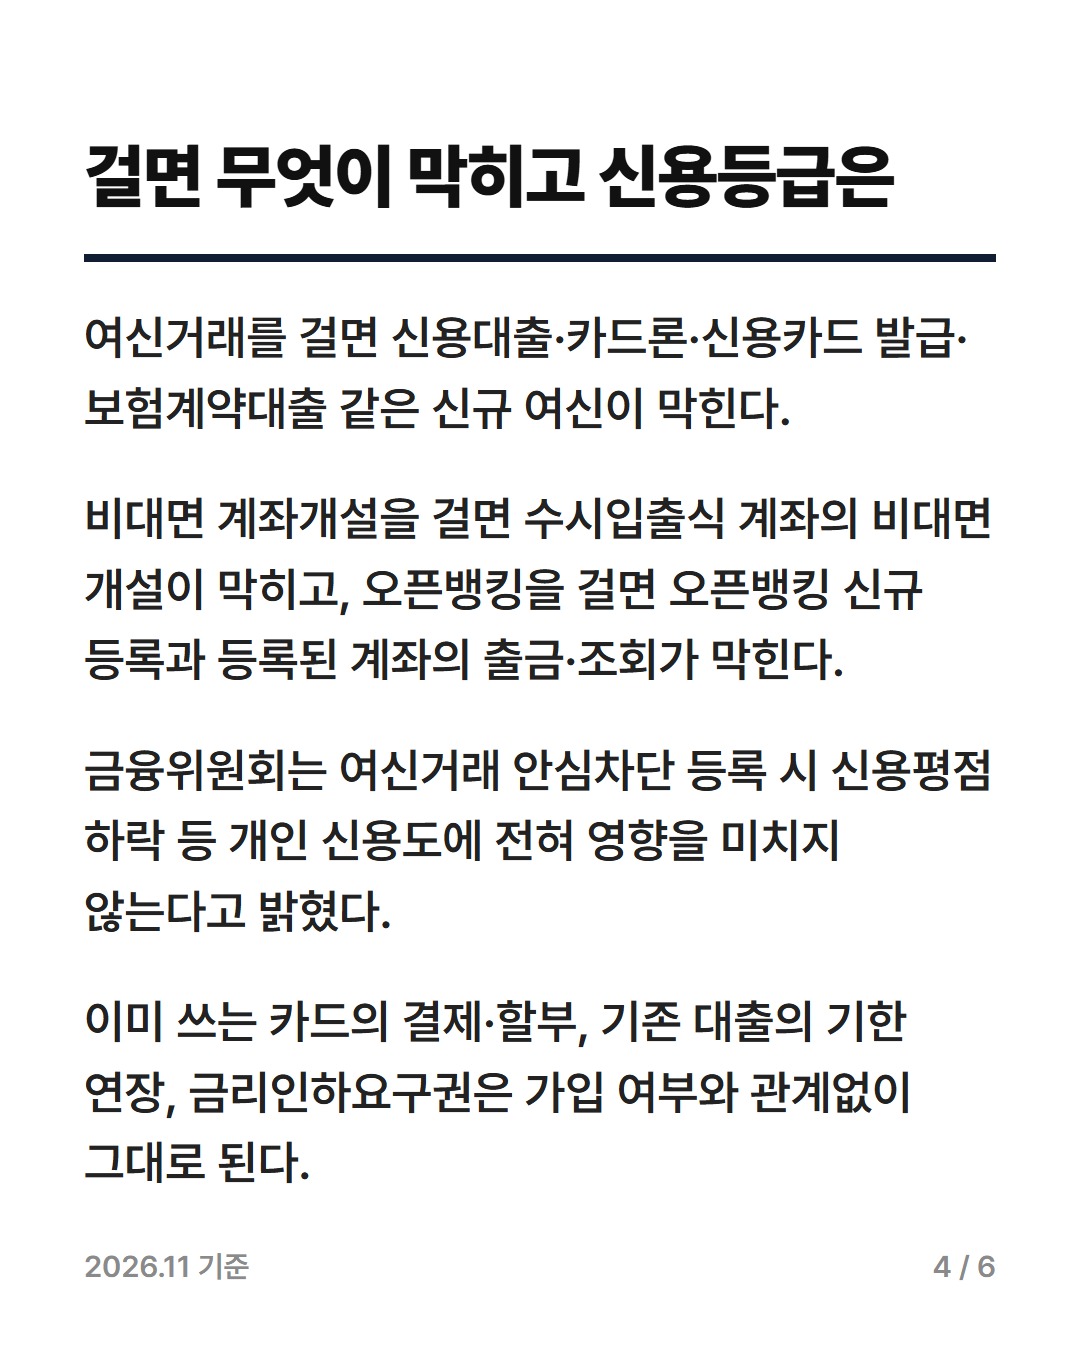 걸면 무엇이 막히고 신용등급은
여신거래를 걸면 신용대출·카드론·신용카드 발급·
보험계약대출 같은 신규 여신이 막힌다.
비대면 계좌개설을 걸면 수시입출식 계좌의 비대면
개설이 막히고, 오픈뱅킹을 걸면 오픈뱅킹 신규
등록과 등록된 계좌의 출금·조회가 막힌다.
금융위원회는 여신거래 안심차단 등록 시 신용평점
하락 등 개인 신용도에 전혀 영향을 미치지
않는다고 밝혔다.
이미 쓰는 카드의 결제·할부, 기존 대출의 기한
연장, 금리인하요구권은 가입 여부와 관계없이
그대로 된다.
2026.11 기준
4 / 6